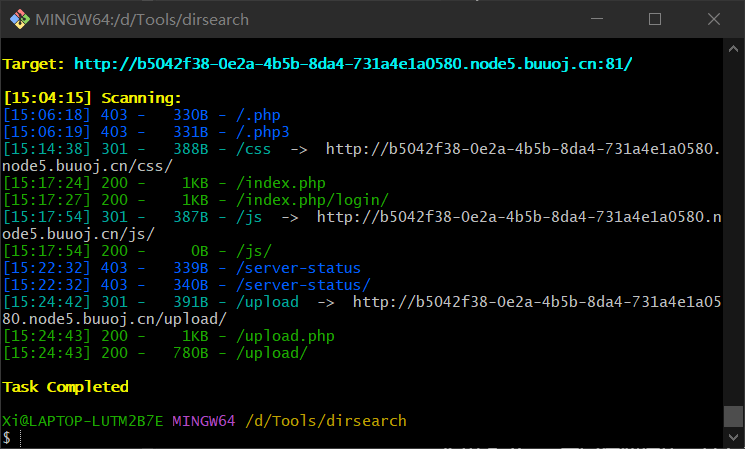 MINGW64:/d/Tools/dirsearch
Target: http://b5042f38-0e2a-4b5b-8da4-731a4e1a0580.node5.buuoj.cn:81/
[15:04:15] Scanning:
[15:06:18] 403 -   330B - /.php
[15:06:19] 403 -   331B - /.php3
[15:14:38] 301 -   388B - /css  ->  http://b5042f38-0e2a-4b5b-8da4-731a4e1a0580.
node5.buuoj.cn/css/
[15:17:24] 200 -    1KB - /index.php
[15:17:27] 200 -    1KB - /index.php/login/
[15:17:54] 301 -   387B - /js  ->  http://b5042f38-0e2a-4b5b-8da4-731a4e1a0580.n
ode5.buuoj.cn/js/
[15:17:54] 200 -     0B - /js/
[15:22:32] 403 -   339B - /server-status
[15:22:32] 403 -   340B - /server-status/
[15:24:42] 301 -   391B - /upload  ->  http://b5042f38-0e2a-4b5b-8da4-731a4e1a05
80.node5.buuoj.cn/upload/
[15:24:43] 200 -    1KB - /upload.php
[15:24:43] 200 -   780B - /upload/
Task Completed
Xi@LAPTOP-LUTM2B7E MINGW64 /d/Tools/dirsearch
$